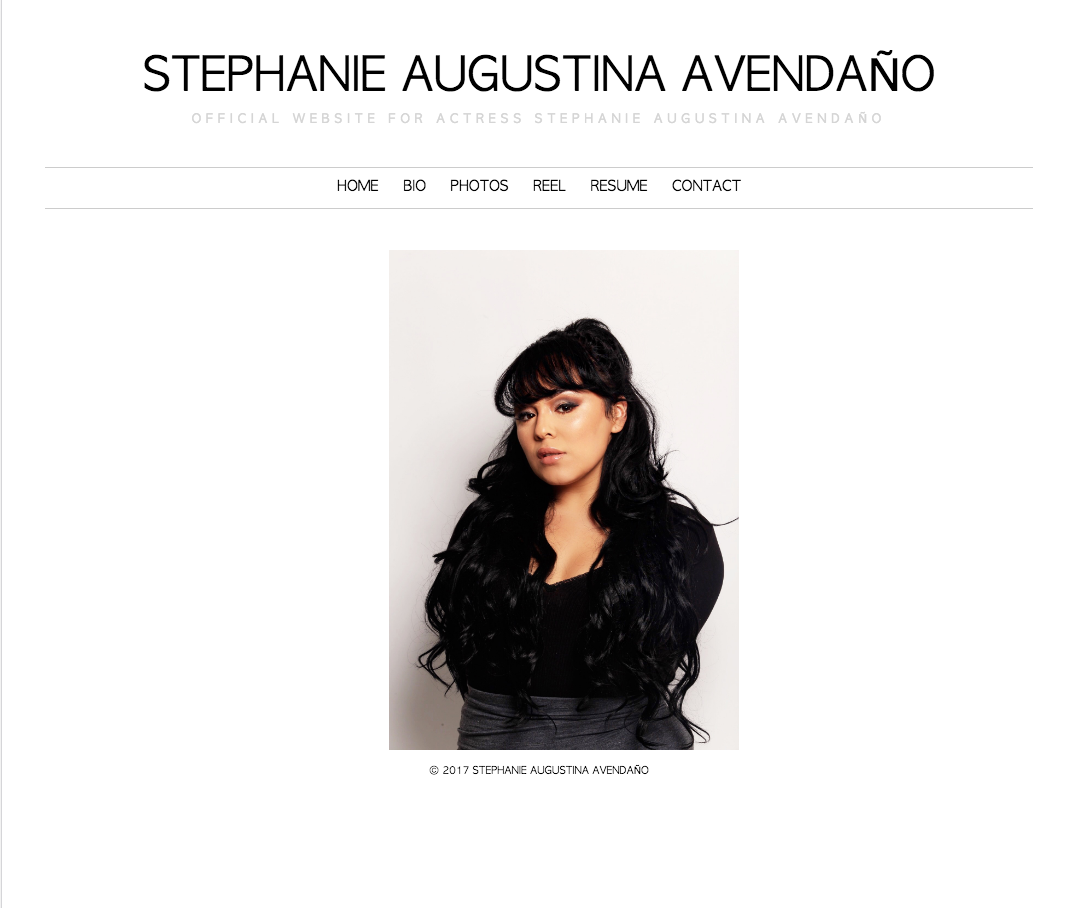 STEPHANIE AUGUSTINA AVENDAÑO
OFFICIAL WEBSITE FOR ACTRESS STEPHANIE AUGUSTINA AVENDAÑO
HOME BIO PHOTOS REEL RESUME CONTACT
© 2017 STEPHANIE AUGUSTINA AVENDAÑO